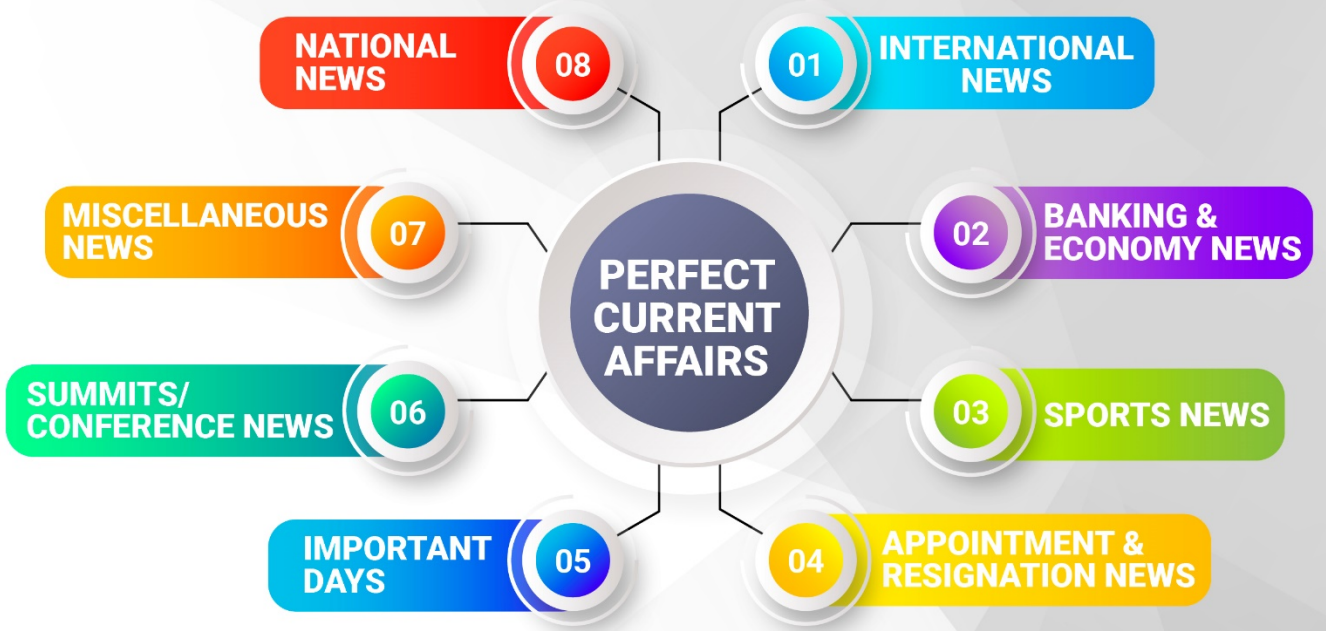 PERFECT
CURRENT
AFFAIRS
01
INTERNATIONAL
NEWS
02
BANKING &
ECONOMY NEWS
03
SPORTS NEWS
04
APPOINTMENT &
RESIGNATION NEWS
05
IMPORTANT
DAYS
06
SUMMITS/
CONFERENCE NEWS
07
MISCELLANEOUS
NEWS
08
NATIONAL
NEWS